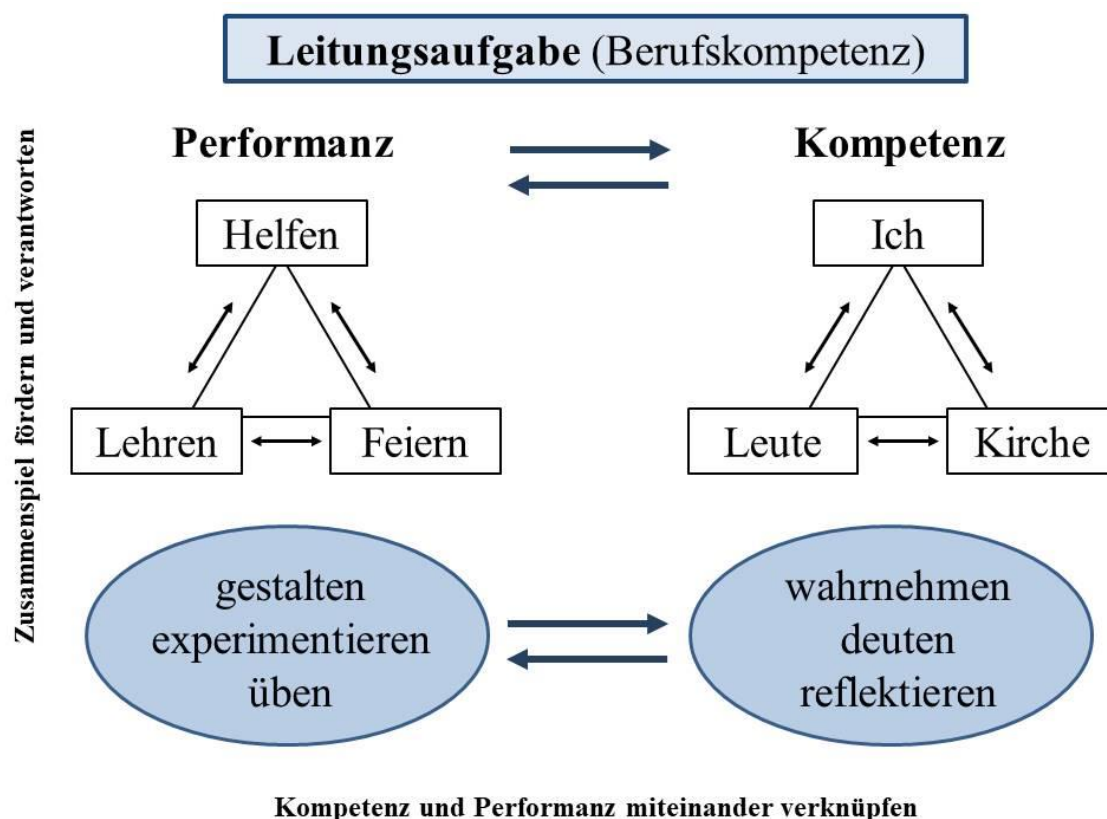 Leitungsaufgabe (Berufskompetenz)
Zusammenspiel fördern und verantworten
Performanz
Kompetenz
Helfen
Ich
Lehren
Feiern
Leute
Kirche
gestalten
experimentieren
üben
wahrnehmen
deuten
reflektieren
Kompetenz und Performanz miteinander verknüpfen